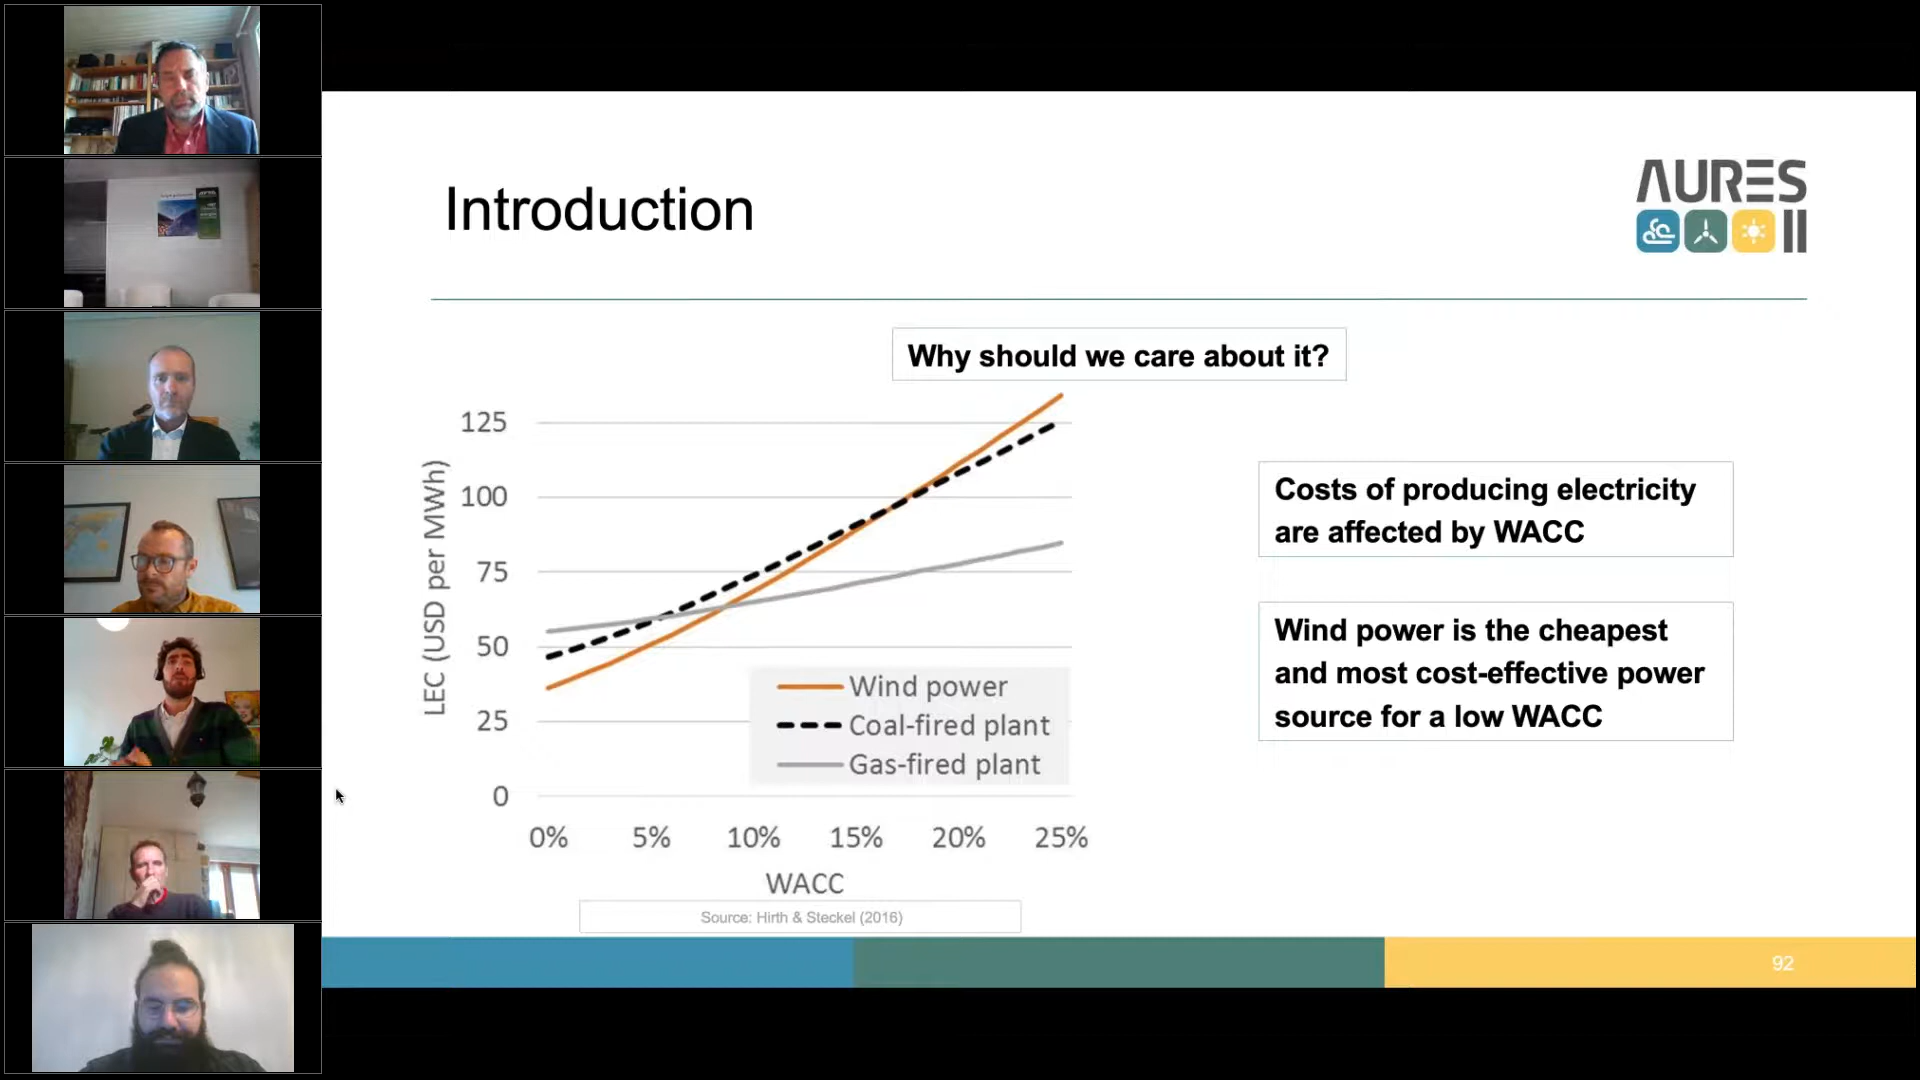 Introduction
AURES
II
Why should we care about it?
125
100
75
50
25
0
LEC (USD per MWh)
Wind power
Coal-fired plant
Gas-fired plant
0% 5% 10% 15% 20% 25%
WACC
Source: Hirth & Steckel (2016)
Costs of producing electricity
are affected by WACC
Wind power is the cheapest
and most cost-effective power
source for a low WACC
92